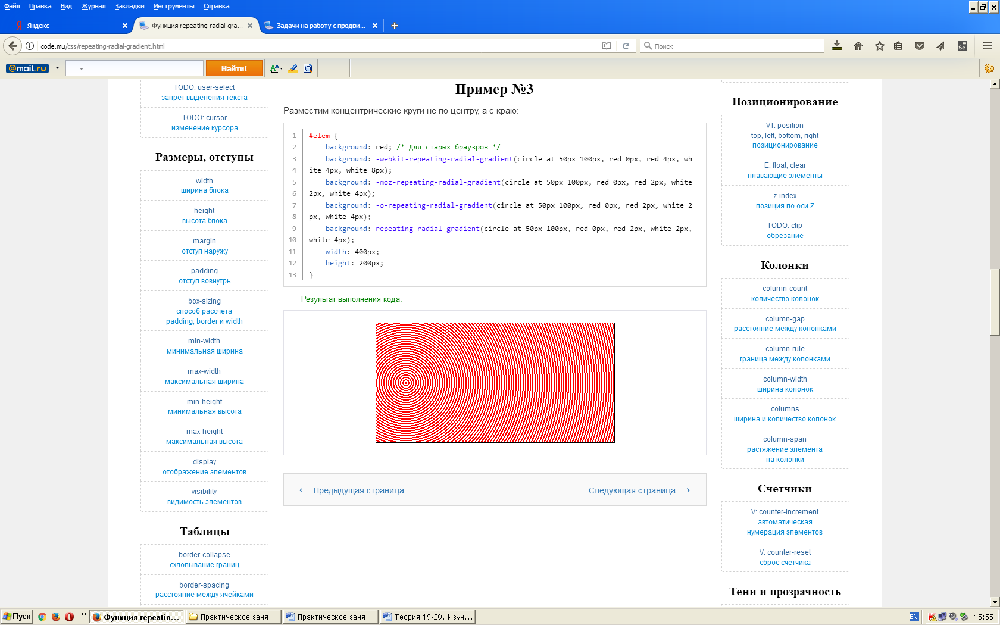 Файл Правка Вид Журнал Закладки Инструменты Справка
Яндекс
Функция repeating-radial-gra...
Задачи на работу с продви...
code.mu/css/repeating-radial-gradient.html
Поиск
@mail.ru
Найти!
TODO: user-select
запрет выделения текста
TODO: cursor
изменение курсора
Размеры, отступы
width
ширина блока
height
высота блока
margin
отступ наружу
padding
отступ вовнутрь
box-sizing
способ рассчета
padding, border и width
min-width
минимальная ширина
max-width
максимальная ширина
min-height
минимальная высота
max-height
максимальная высота
display
отображение элементов
visibility
видимость элементов
Таблицы
border-collapse
схлопывание границ
border-spacing
расстояние между ячейками
Пример №3
Разместим концентрические круги не по центру, а с краю:
1 #elem {
2 background: red; /* Для старых браузров */
3 background: -webkit-repeating-radial-gradient(circle at 50px 100px, red 0px, red 4px, wh
4 ite 4px, white 8px);
5 background: -moz-repeating-radial-gradient(circle at 50px 100px, red 0px, red 2px, white
6 2px, white 4px);
7 background: -o-repeating-radial-gradient(circle at 50px 100px, red 0px, red 2px, white 2
8 px, white 4px);
9 background: repeating-radial-gradient(circle at 50px 100px, red 0px, red 2px, white 2px,
10 white 4px);
11 width: 400px;
12 height: 200px;
13 }
Результат выполнения кода:
← Предыдущая страница
Следующая страница →
Позиционирование
VT: position
top, left, bottom, right
позиционирование
E: float, clear
плавающие элементы
z-index
позиция по оси Z
TODO: clip
обрезание
Колонки
column-count
количество колонок
column-gap
расстояние между колонками
column-rule
граница между колонками
column-width
ширина колонок
columns
ширина и количество колонок
column-span
растяжение элемента
на колонки
Счетчики
V: counter-increment
автоматическая
нумерация элементов
V: counter-reset
сброс счетчика
Тени и прозрачность
Пуск
Функция repeatin...
Практическое заня...
Практическое заня...
Теория 19-20. Изуч...
EN
15:55